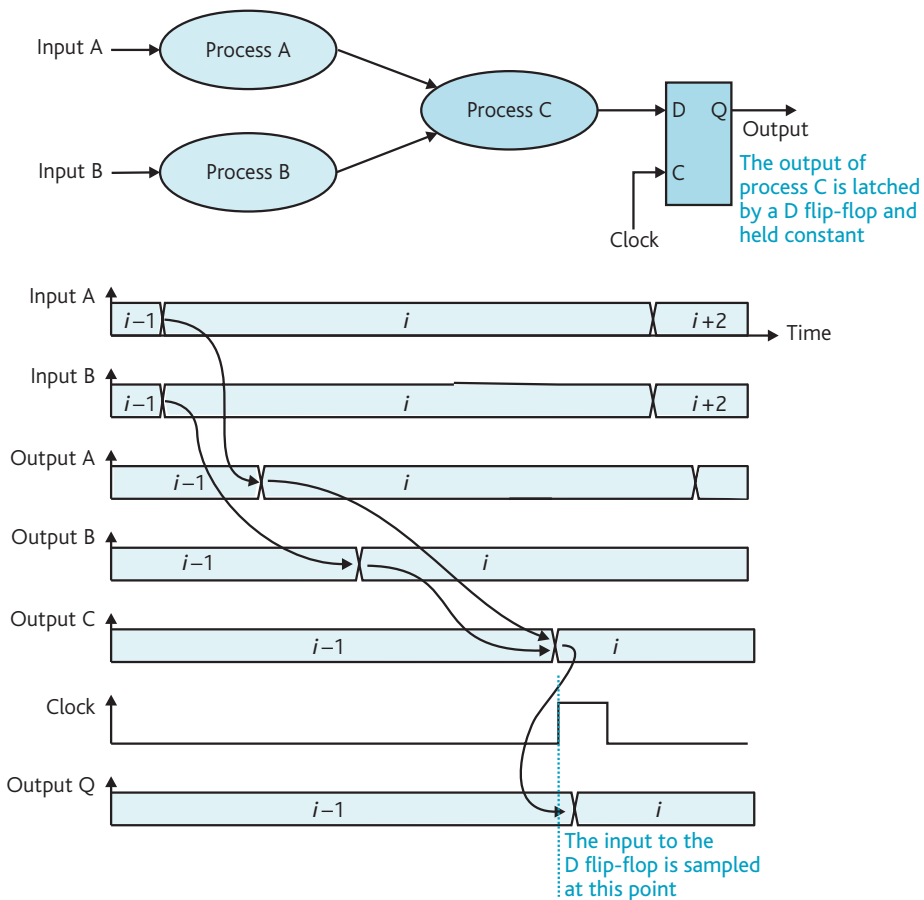 Input A
Process A
Process C
D
Q
Output
Input B
Process B
C
Clock
The output of
process C is latched
by a D flip-flop and
held constant
Input A
i–1
i
i+2
Time
Input B
i–1
i
i+2
Output A
i–1
i
Output B
i–1
i
Output C
i–1
i
Clock
Output Q
i–1
i
The input to the
D flip-flop is sampled
at this point